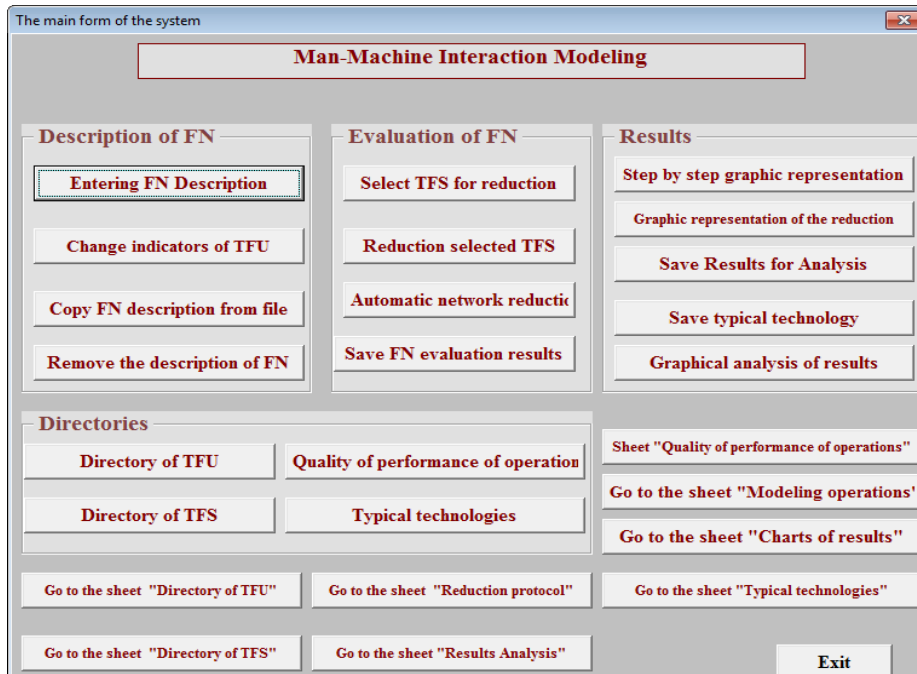 The main form of the system
Man-Machine Interaction Modeling
Description of FN
Entering FN Description
Change indicators of TFU
Copy FN description from file
Remove the description of FN
Evaluation of FN
Select TFS for reduction
Reduction selected TFS
Automatic network reductio
Save FN evaluation results
Results
Step by step graphic representation
Graphic representation of the reduction
Save Results for Analysis
Save typical technology
Graphical analysis of results
Directories
Directory of TFU
Quality of performance of operation
Directory of TFS
Typical technologies
Sheet "Quality of performance of operations"
Go to the sheet "Modeling operations"
Go to the sheet "Charts of results"
Go to the sheet "Directory of TFU"
Go to the sheet "Reduction protocol"
Go to the sheet "Typical technologies"
Go to the sheet "Directory of TFS"
Go to the sheet "Results Analysis"
Exit